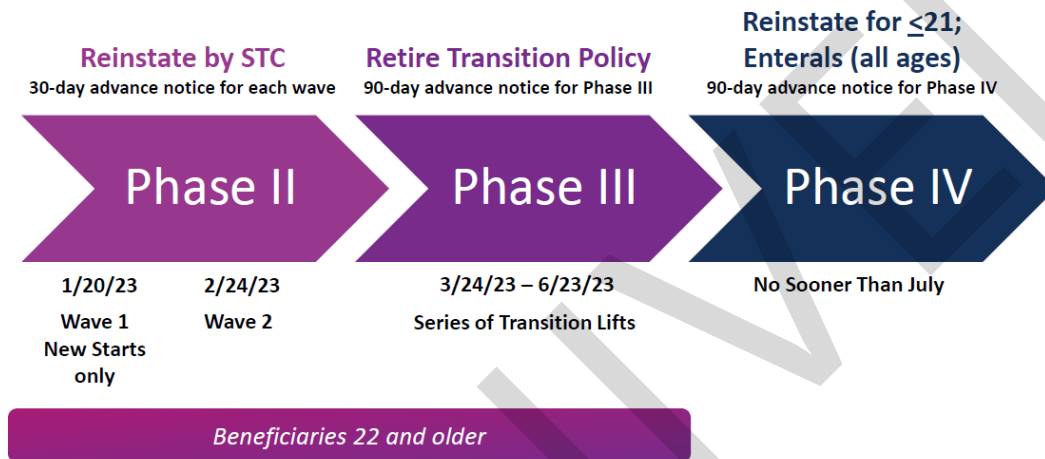 Reinstate by STC
30-day advance notice for each wave
Phase II
1/20/23
Wave 1
New Starts
only
2/24/23
Wave 2
Retire Transition Policy
90-day advance notice for Phase III
Phase III
3/24/23 – 6/23/23
Series of Transition Lifts
Reinstate for ≤21;
Enterals (all ages)
90-day advance notice for Phase IV
Phase IV
No Sooner Than July
Beneficiaries 22 and older